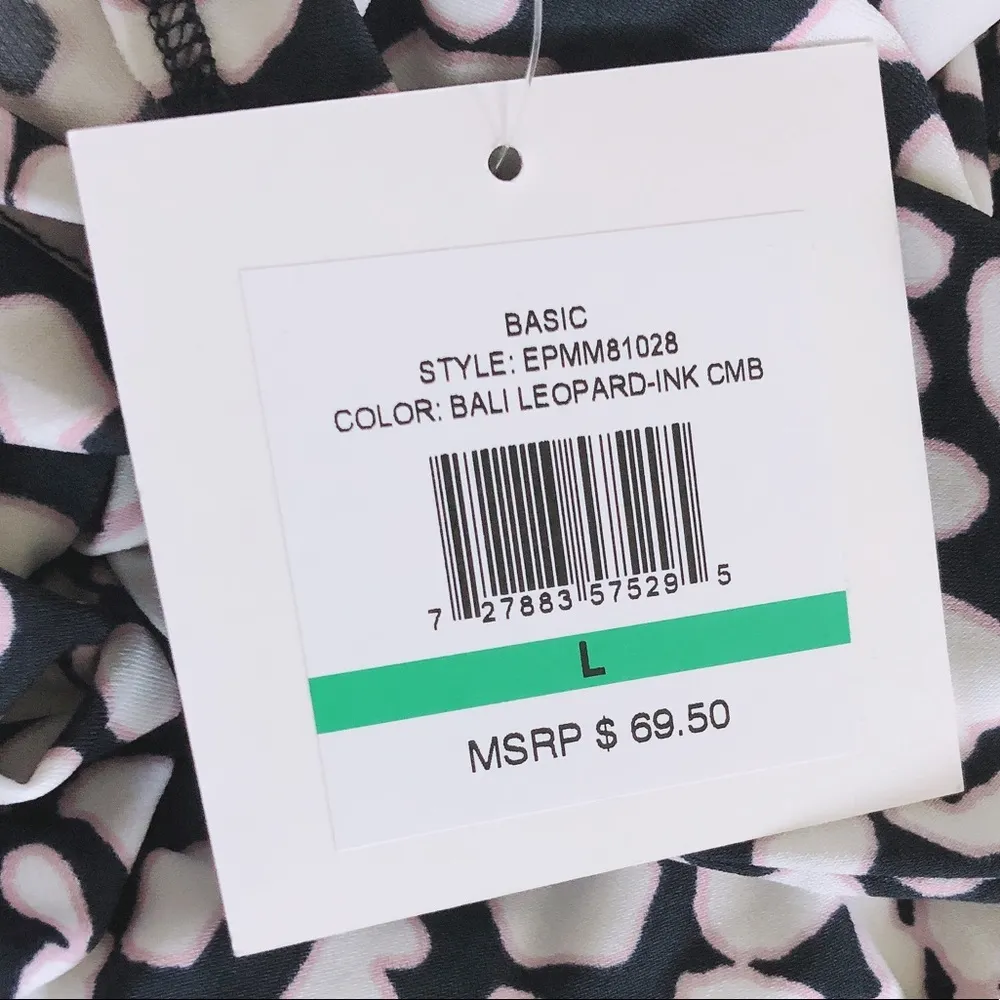 BASIC
STYLE: EPMM81028
COLOR: BALI LEOPARD-INK CMB
7 27883 57529 5
L
MSRP $ 69.50